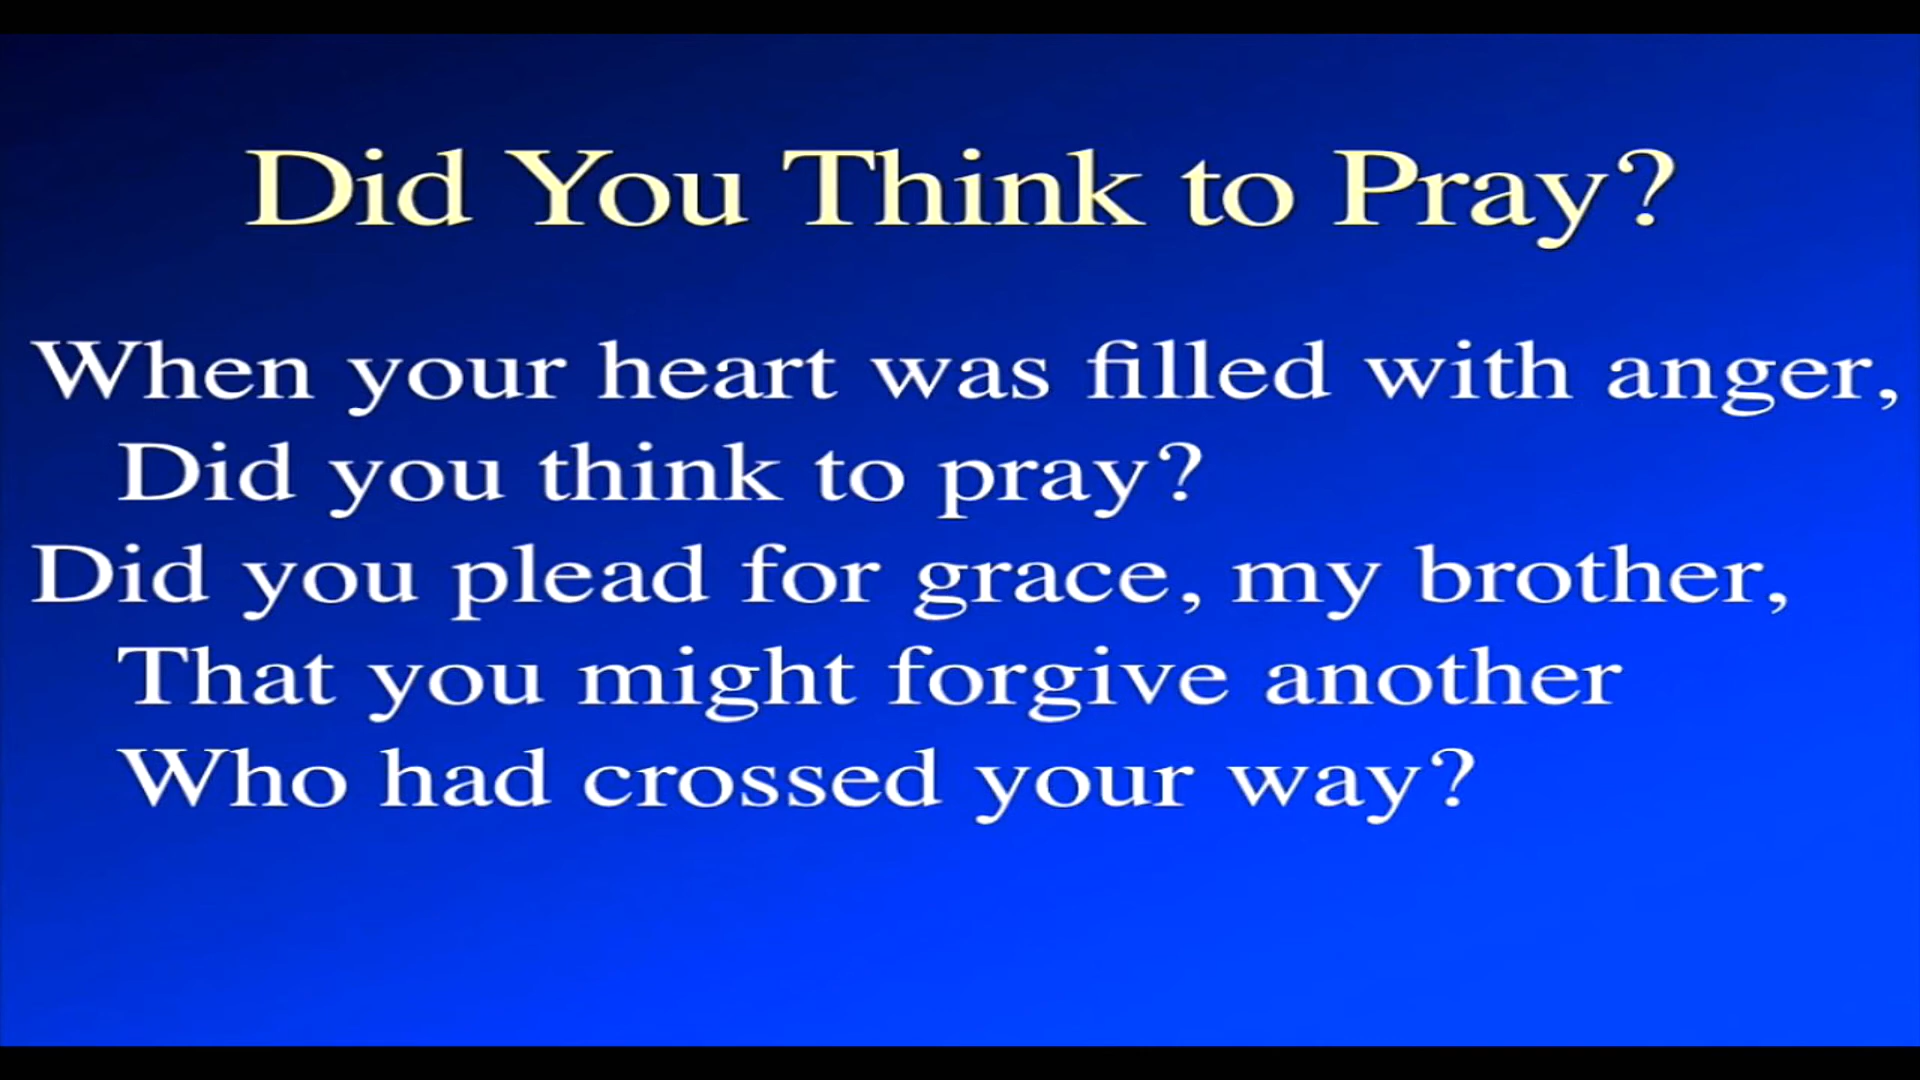 Did You Think to Pray?
When your heart was filled with anger,
Did you think to pray?
Did you plead for grace, my brother,
That you might forgive another
Who had crossed your way?